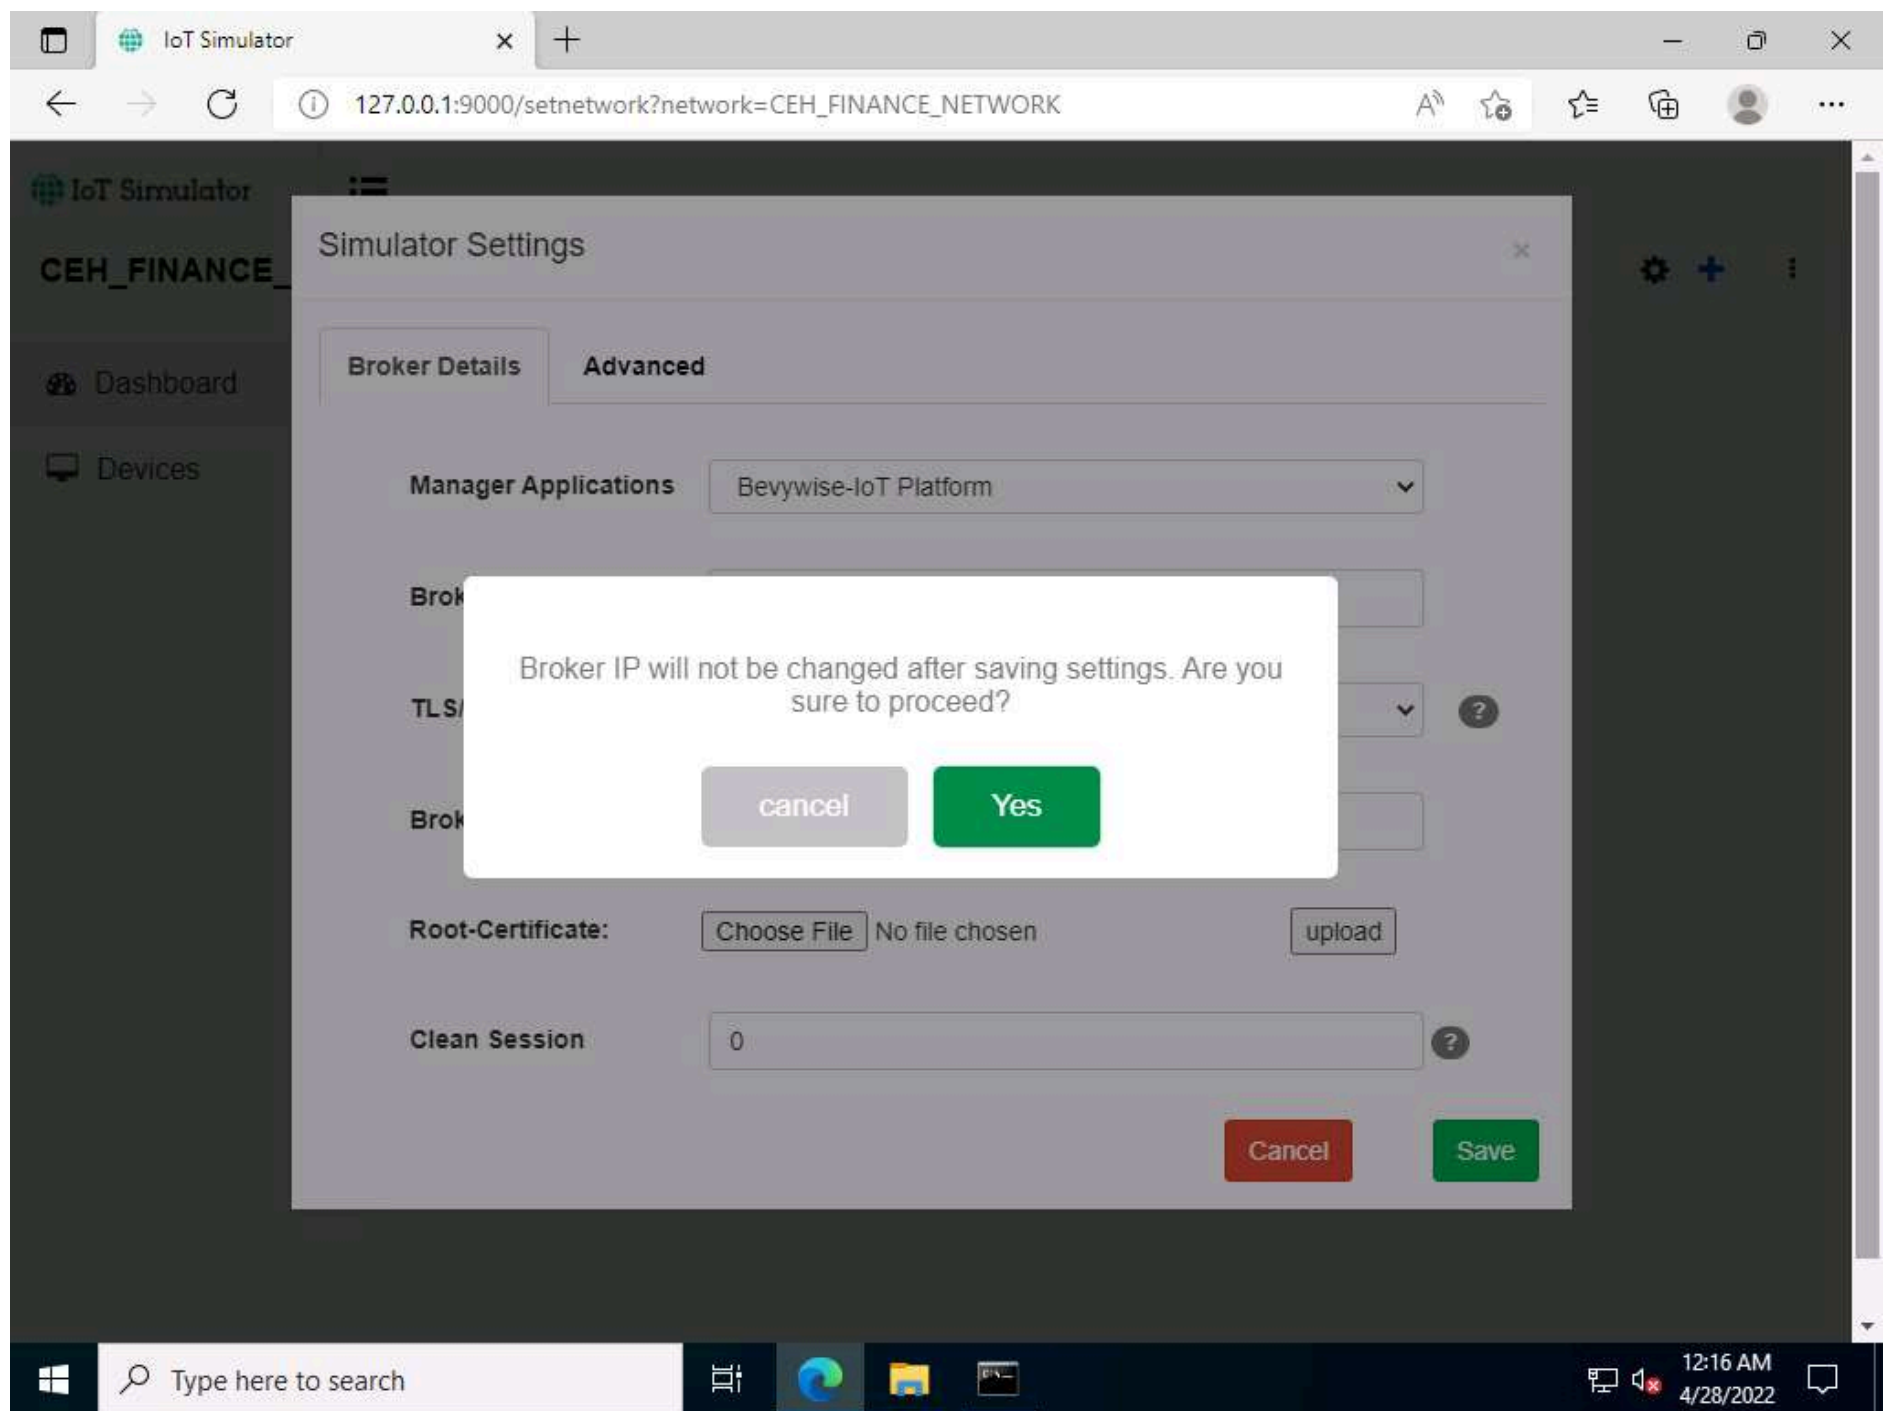 IoT Simulator
127.0.0.1:9000/setnetwork?network=CEH_FINANCE_NETWORK
IoT Simulator
CEH_FINANCE_
Dashboard
Devices
Simulator Settings
Broker Details
Advanced
Manager Applications
Bevywise-IoT Platform
Brok
TLS/
Brok
Broker IP will not be changed after saving settings. Are you
sure to proceed?
cancel
Yes
Root-Certificate:
Choose File No file chosen
upload
Clean Session
0
Cancel
Save
Type here to search
12:16 AM
4/28/2022